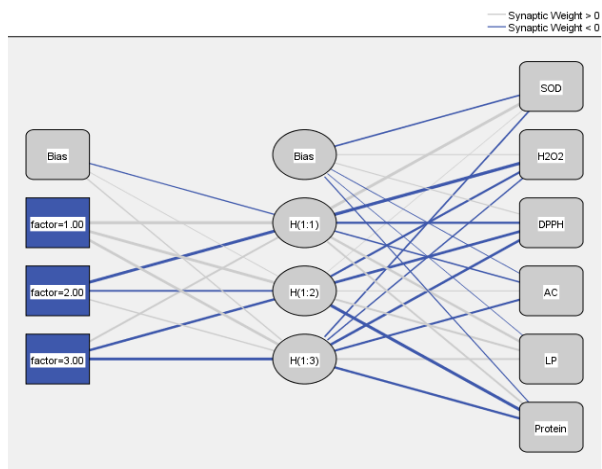 Synaptic Weight > 0
Synaptic Weight < 0
SOD
Bias
Bias
H2O2
factor=1.00
H(1:1)
DPPH
factor=2.00
H(1:2)
AC
factor=3.00
H(1:3)
LP
Protein